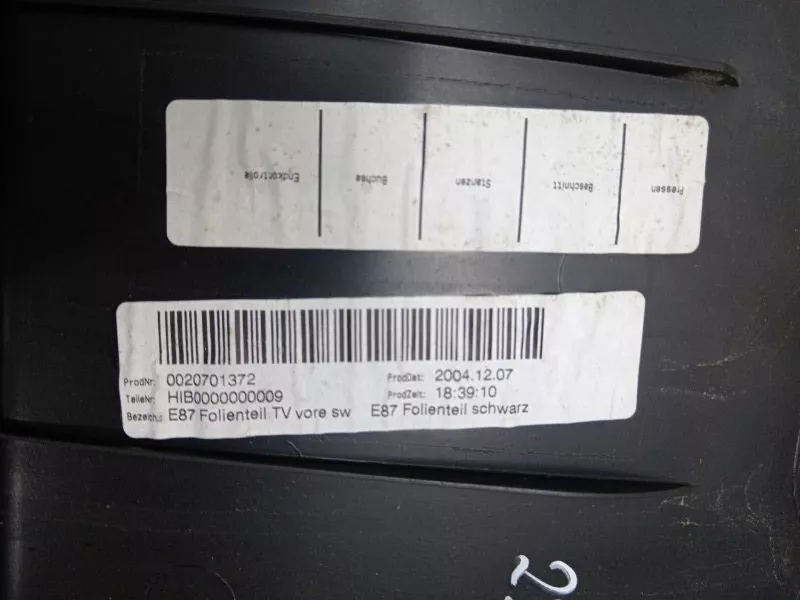 Endkontrolle Buchse Stanzen Beschnitt Pressen
ProdNr: 0020701372 ProdDat: 2004.12.07
TeileNr: HIB0000000009 ProdZeit: 18:39:10
Bezeich.: E87 Folienteil TV vore sw E87 Folienteil schwarz